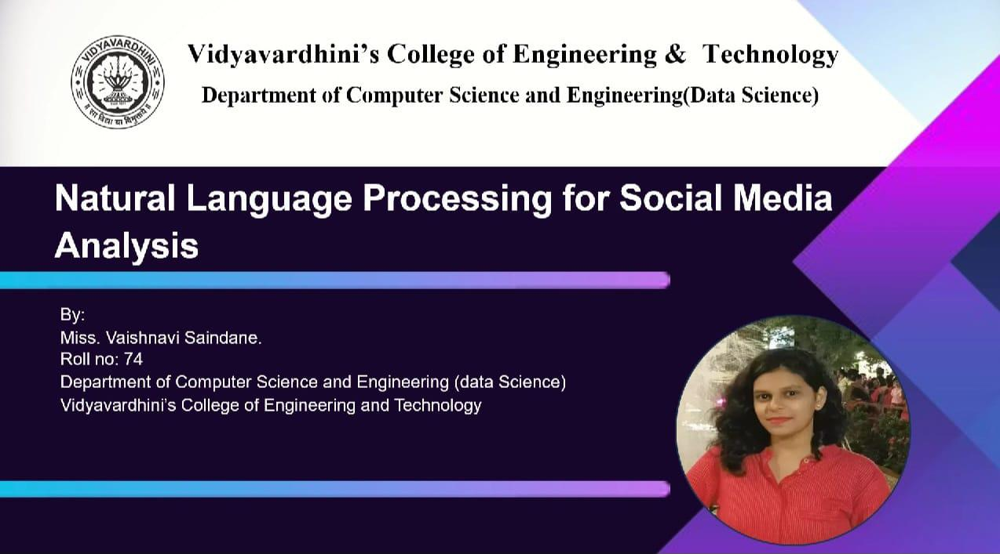 VIDYAVARDHINI
सा विद्या या विमुक्तये
Vidyavardhini’s College of Engineering & Technology
Department of Computer Science and Engineering(Data Science)
Natural Language Processing for Social Media
Analysis
By:
Miss. Vaishnavi Saindane.
Roll no: 74
Department of Computer Science and Engineering (data Science)
Vidyavardhini’s College of Engineering and Technology